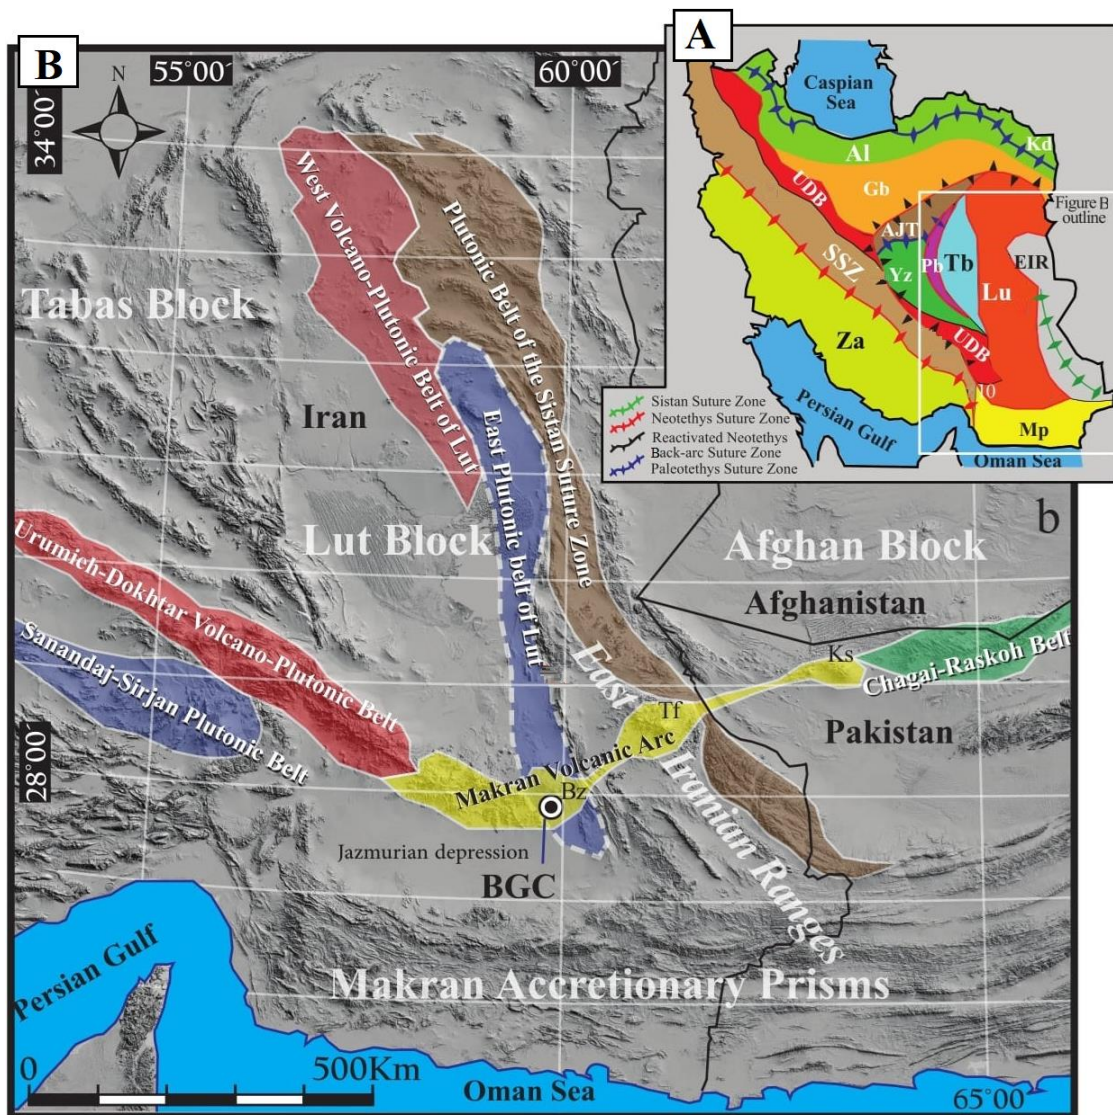 A
B
N
55°00′
60°00′
34°00′
28°00′
65°00′
Caspian
Sea
Kd
Al
Gb
UDB
AJT
SSZ
Yz
Pb
Tb
Lu
EIR
Figure B
outline
Za
UDB
Mp
Persian Gulf
Oman Sea
Sistan Suture Zone
Neotethys Suture Zone
Reactivated Neotethys
Back-arc Suture Zone
Paleotethys Suture Zone
b
West Volcano-Plutonic Belt of Lut
Plutonic Belt of the Sistan Suture Zone
East Plutonic belt of Lut
Tabas Block
Iran
Lut Block
Afghan Block
Afghanistan
Urumieh-Dokhtar Volcano-Plutonic Belt
Sanandaj-Sirjan Plutonic Belt
Ks
Chagai-Raskoh Belt
Pakistan
Tf
Makran Volcanic Arc
Bz
East Iranian Ranges
Jazmurian depression
BGC
Makran Accretionary Prisms
Persian Gulf
0
500Km
Oman Sea